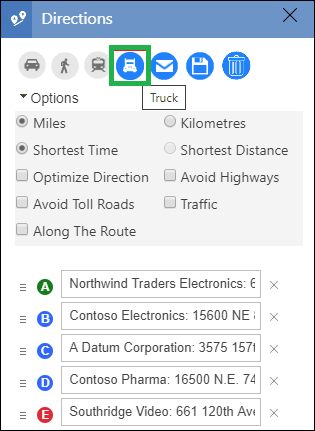 Directions
Truck
Options
Miles
Kilometres
Shortest Time
Shortest Distance
Optimize Direction
Avoid Highways
Avoid Toll Roads
Traffic
Along The Route
A Northwind Traders Electronics: 6
B Contoso Electronics: 15600 NE 8
C A Datum Corporation: 3575 157t
D Contoso Pharma: 16500 N.E. 74
E Southridge Video: 661 120th Ave